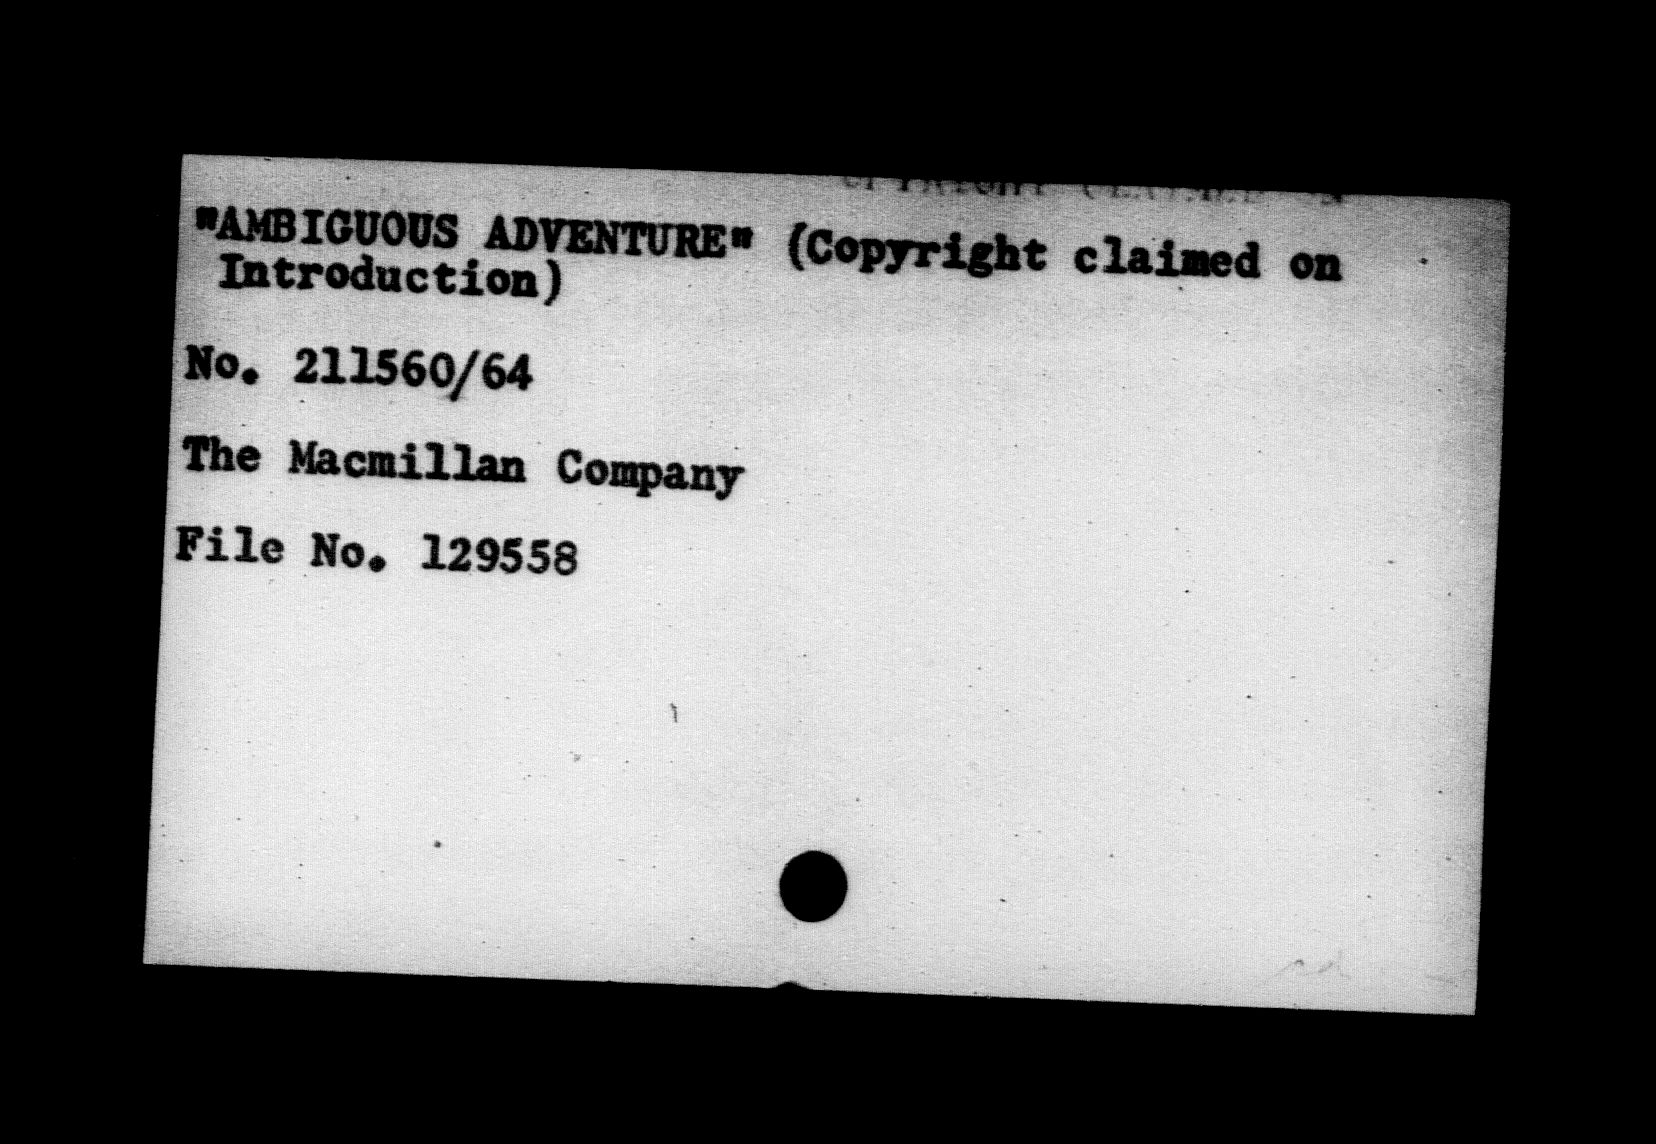 "AMBIGUOUS ADVENTURE" (Copyright claimed on
Introduction)
No. 211560/64
The Macmillan Company
File No. 129558